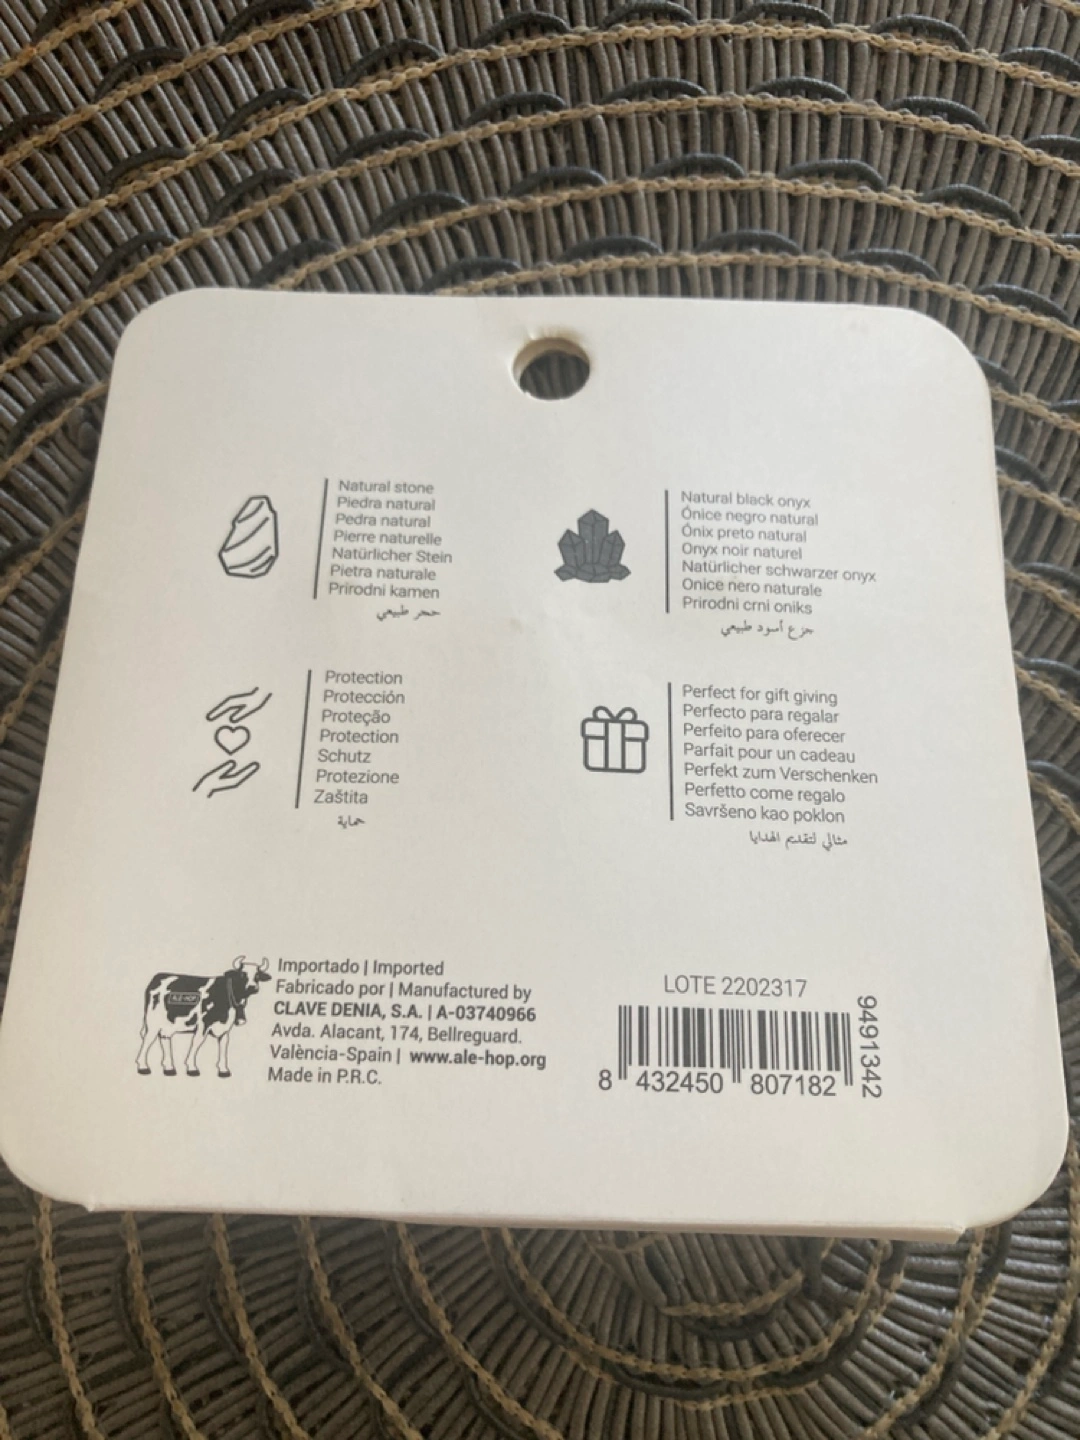 Natural stone
Piedra natural
Pedra natural
Pierre naturelle
Natürlicher Stein
Pietra naturale
Prirodni kamen
حجر طبيعي
Natural black onyx
Ónice negro natural
Ónix preto natural
Onyx noir naturel
Natürlicher schwarzer onyx
Onice nero naturale
Prirodni crni oniks
جزع أسود طبيعي
Protection
Protección
Proteção
Protection
Schutz
Protezione
Zaštita
حماية
Perfect for gift giving
Perfecto para regalar
Perfeito para oferecer
Parfait pour un cadeau
Perfekt zum Verschenken
Perfetto come regalo
Savršeno kao poklon
مثالي لتقديم الهدايا
ALE-HOP
Importado | Imported
Fabricado por | Manufactured by
CLAVE DENIA, S.A. | A-03740966
Avda. Alacant, 174, Bellreguard.
València-Spain | www.ale-hop.org
Made in P.R.C.
LOTE 2202317
8 432450 807182
9491342